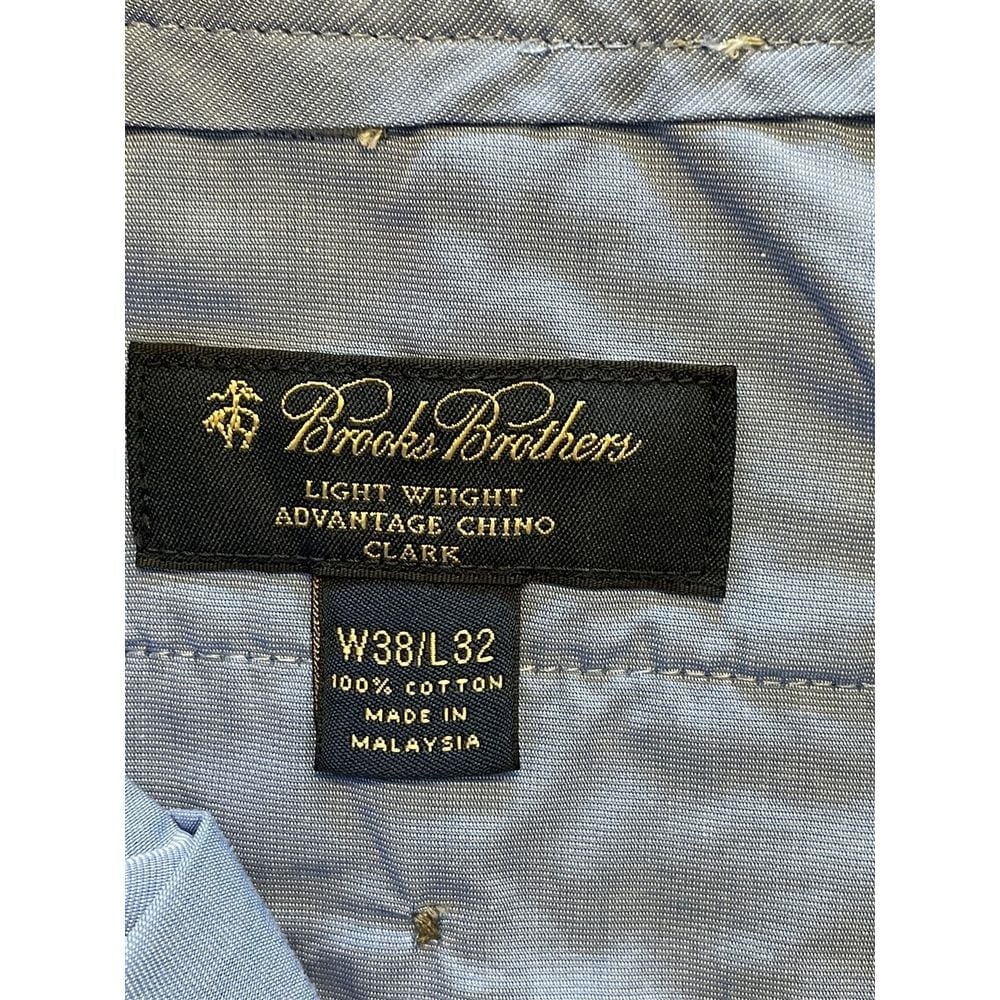 Brooks Brothers
LIGHT WEIGHT
ADVANTAGE CHINO
CLARK
W38/L32
100% COTTON
MADE IN
MALAYSIA